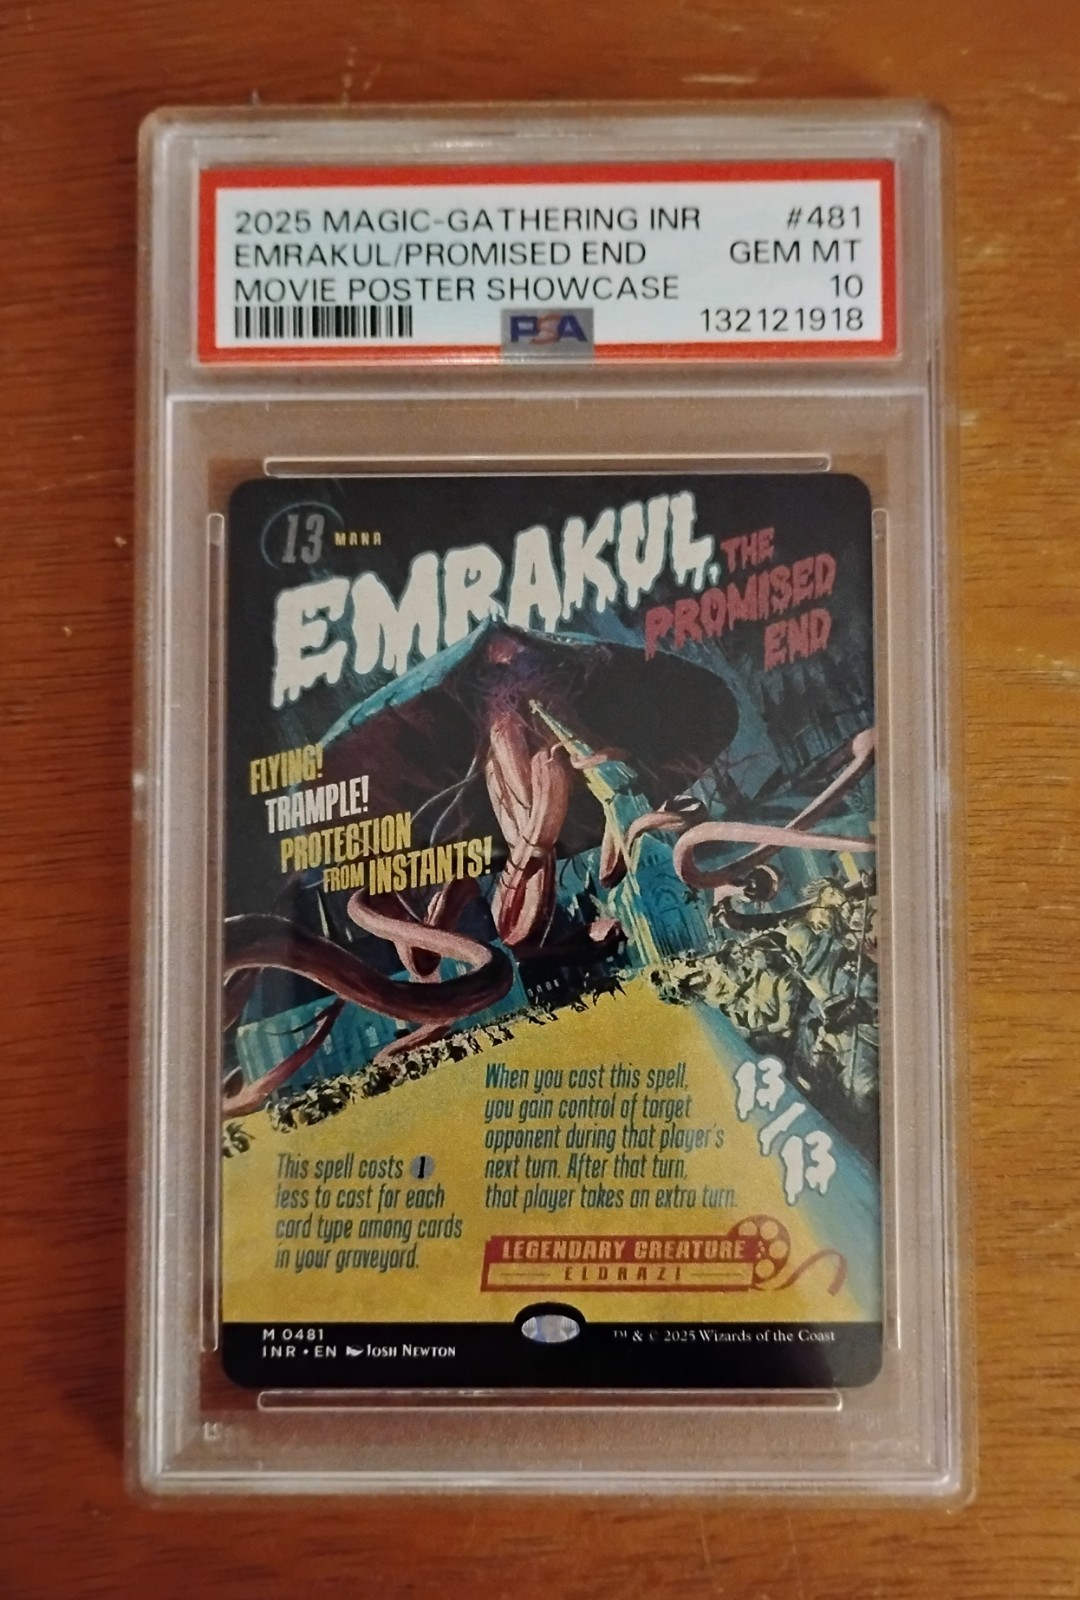 2025 MAGIC-GATHERING INR #481
EMRAKUL/PROMISED END GEM MT
MOVIE POSTER SHOWCASE 10
PSA 132121918
13 MANA
EMRAKUL,
THE
PROMISED
END
FLYING!
TRAMPLE!
PROTECTION
FROM INSTANTS!
When you cast this spell,
you gain control of target
opponent during that player's
next turn. After that turn,
that player takes an extra turn.
This spell costs 1
less to cast for each
card type among cards
in your graveyard.
13/13
LEGENDARY CREATURE
ELDRAZI
M 0481
INR • EN JOSH NEWTON
™ & © 2025 Wizards of the Coast